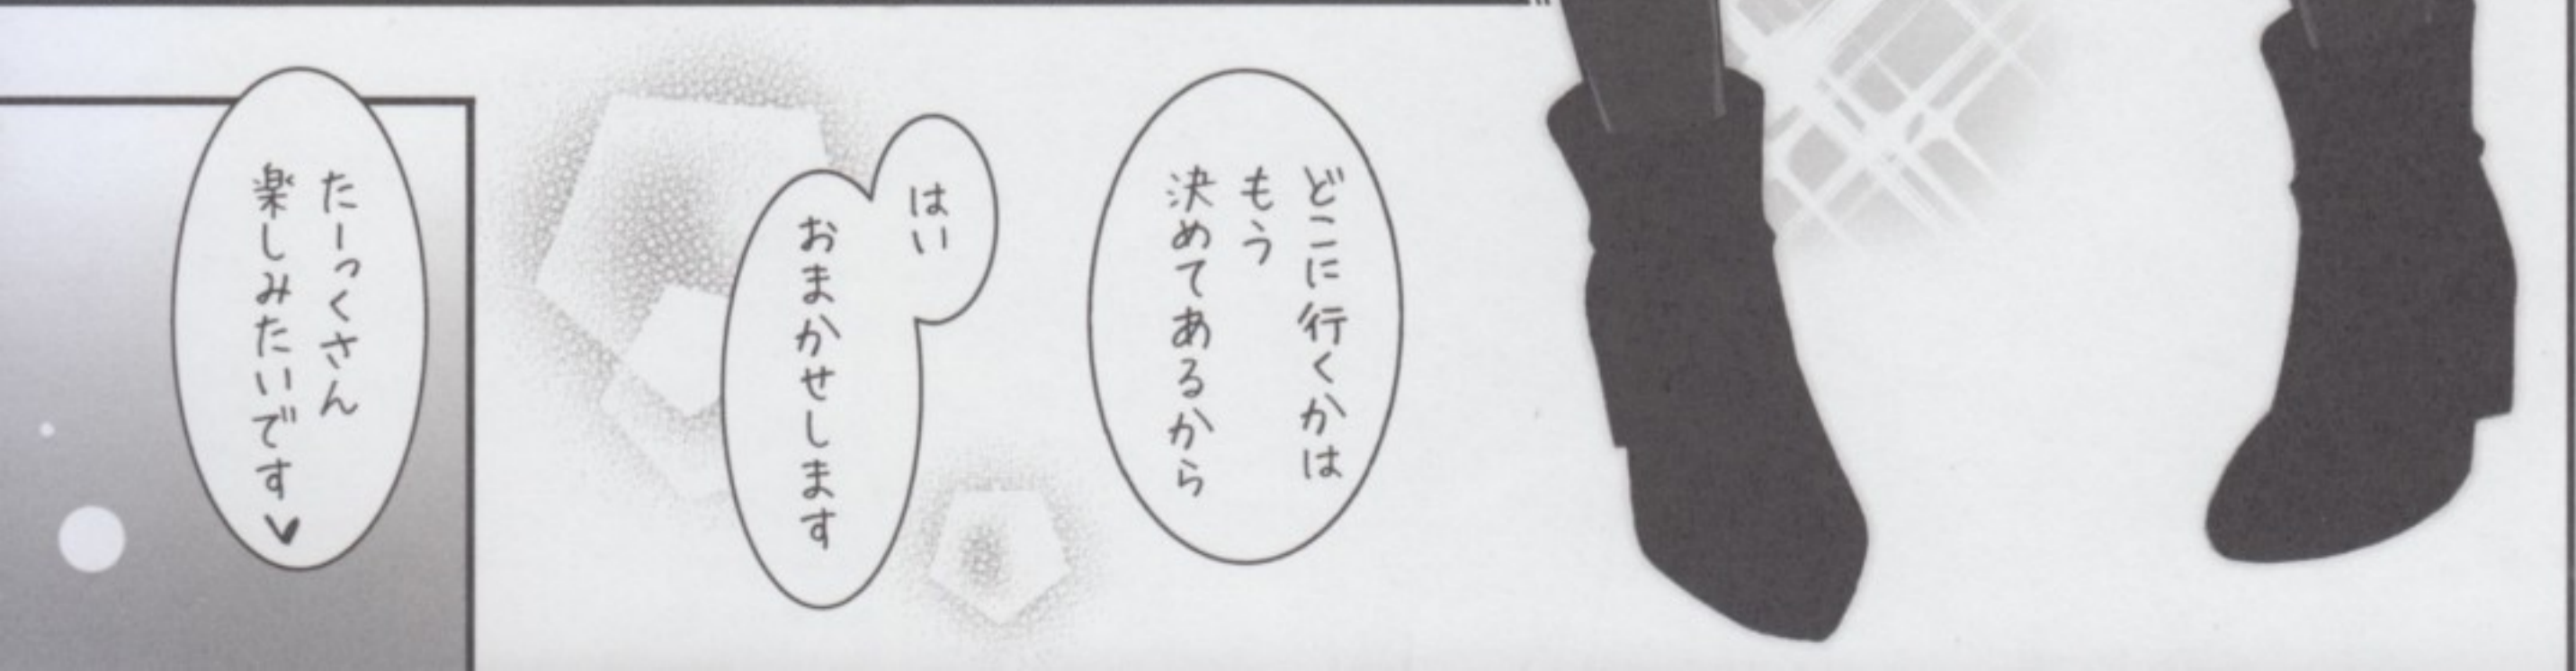 どこに行くかは
もう
決めてあるから
はい
おまかせします
たーっくさん
楽しみたいです♥